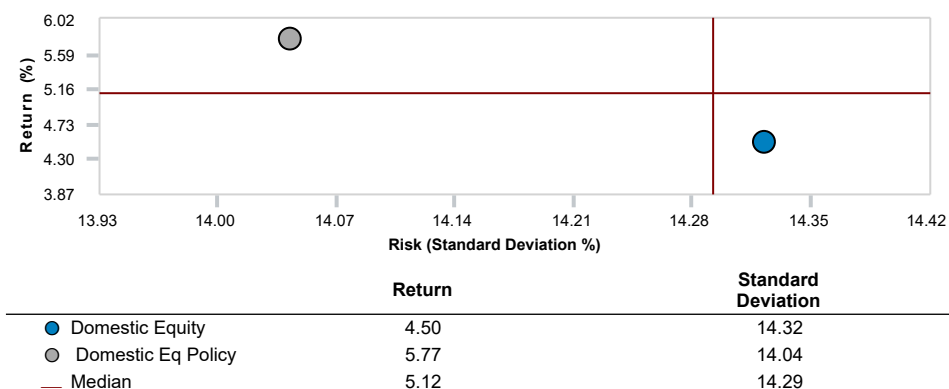 Return (%)
6.02
5.59
5.16
4.73
4.30
3.87
13.93 14.00 14.07 14.14 14.21 14.28 14.35 14.42
Risk (Standard Deviation %)
Return Standard Deviation
Domestic Equity 4.50 14.32
Domestic Eq Policy 5.77 14.04
Median 5.12 14.29